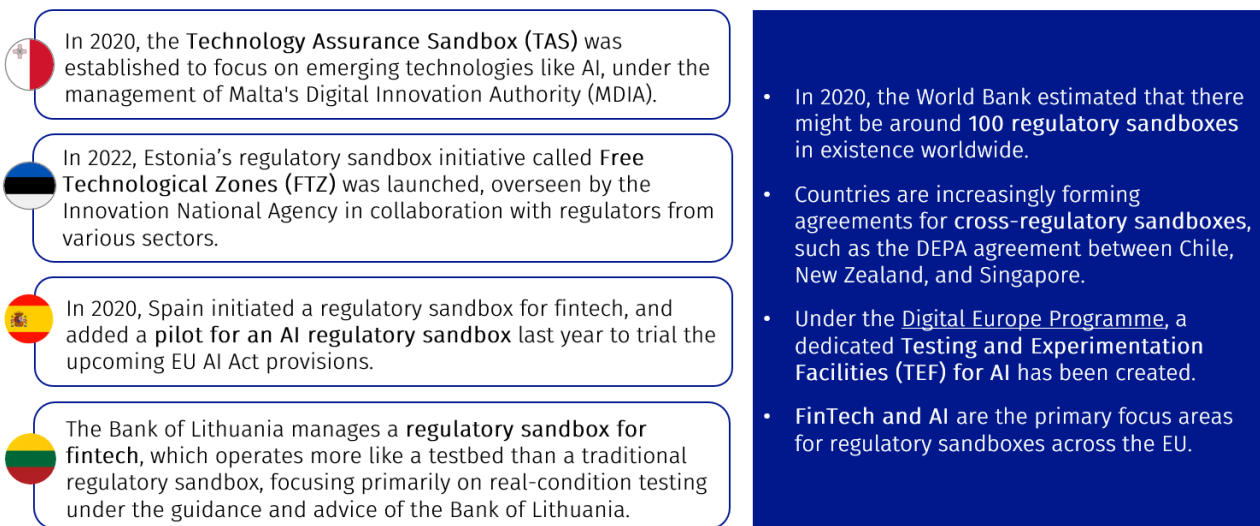 In 2020, the Technology Assurance Sandbox (TAS) was
established to focus on emerging technologies like AI, under the
management of Malta's Digital Innovation Authority (MDIA).
In 2022, Estonia’s regulatory sandbox initiative called Free
Technological Zones (FTZ) was launched, overseen by the
Innovation National Agency in collaboration with regulators from
various sectors.
In 2020, Spain initiated a regulatory sandbox for fintech, and
added a pilot for an AI regulatory sandbox last year to trial the
upcoming EU AI Act provisions.
The Bank of Lithuania manages a regulatory sandbox for
fintech, which operates more like a testbed than a traditional
regulatory sandbox, focusing primarily on real-condition testing
under the guidance and advice of the Bank of Lithuania.
• In 2020, the World Bank estimated that there
might be around 100 regulatory sandboxes
in existence worldwide.
• Countries are increasingly forming
agreements for cross-regulatory sandboxes,
such as the DEPA agreement between Chile,
New Zealand, and Singapore.
• Under the Digital Europe Programme, a
dedicated Testing and Experimentation
Facilities (TEF) for AI has been created.
• FinTech and AI are the primary focus areas
for regulatory sandboxes across the EU.